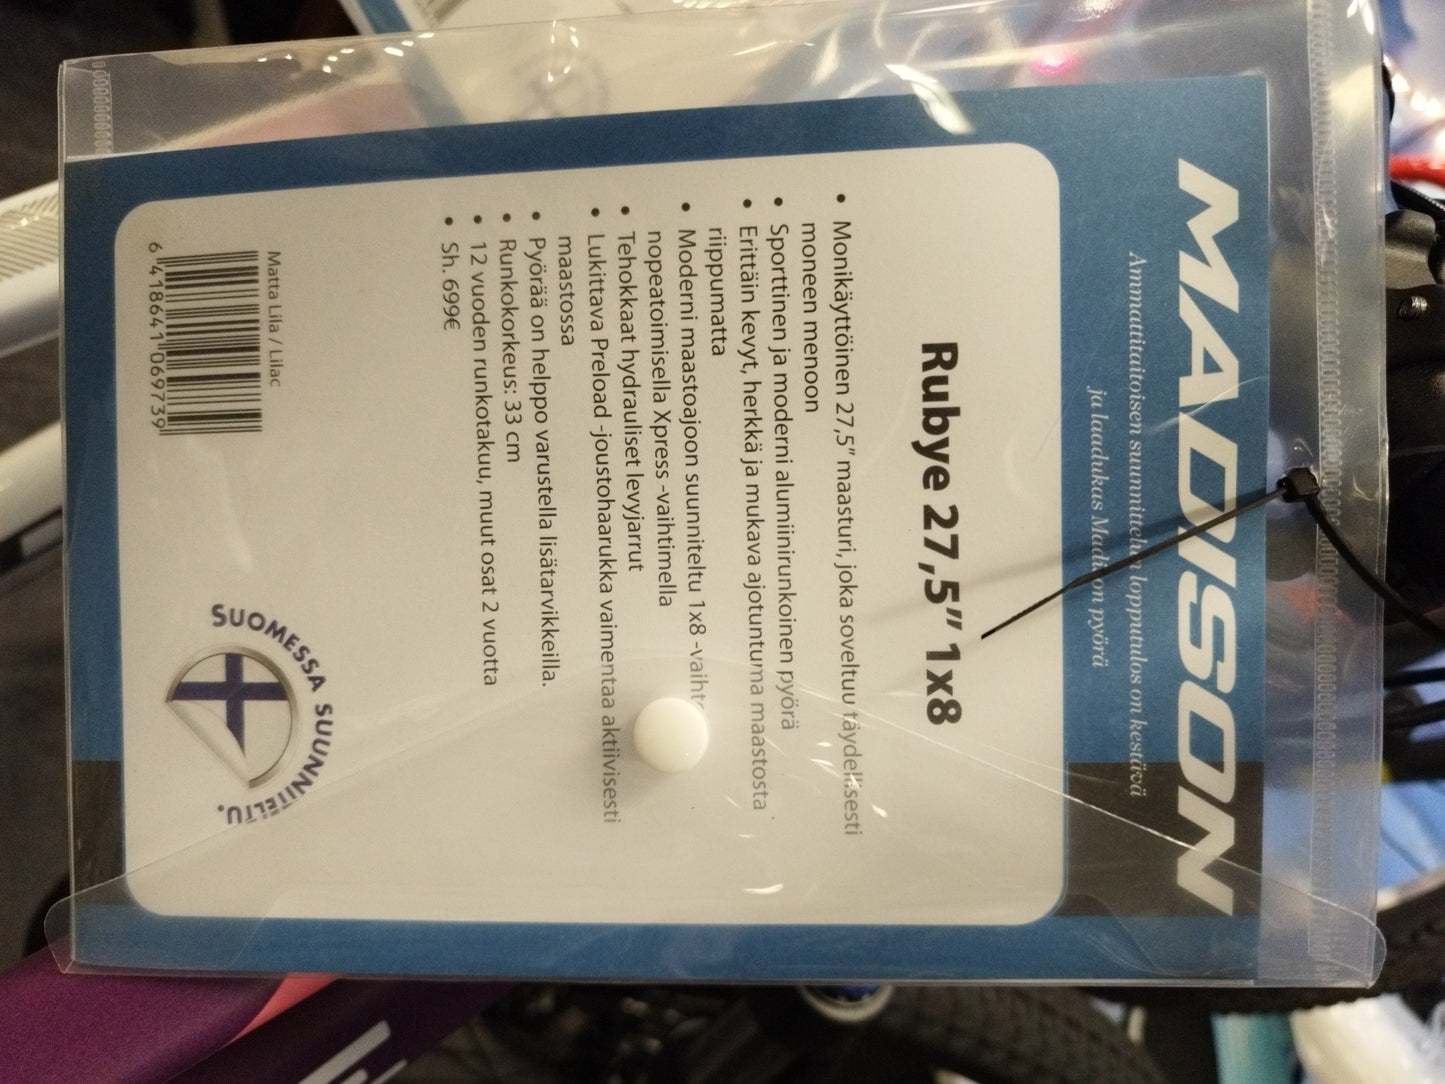 MADISON
Ammattitaitoisen suunnittelun lopputulos on kestävä
ja laadukas Madison pyörä
Rubye 27,5” 1x8
• Monikäyttöinen 27,5” maasturi, joka soveltuu täydellisesti
moneen menoon
• Sporttinen ja moderni alumiinirunkoinen pyörä
• Erittäin kevyt, herkkä ja mukava ajotuntuma maastosta
riippumatta
• Moderni maastoajoon suunniteltu 1x8 -vaiht
nopeatoimisella Xpress -vaihtimella
• Tehokkaat hydrauliset levyjarrut
• Lukittava Preload -joustohaarukka vaimentaa aktiivisesti
maastossa
• Pyörää on helppo varustella lisätarvikkeilla.
• Runkokorkeus: 33 cm
• 12 vuoden runkotakuu, muut osat 2 vuotta
• Sh. 699€
Matta Lila / Lilac
6 418641 069739
SUOMESSA SUUNNITELTU.